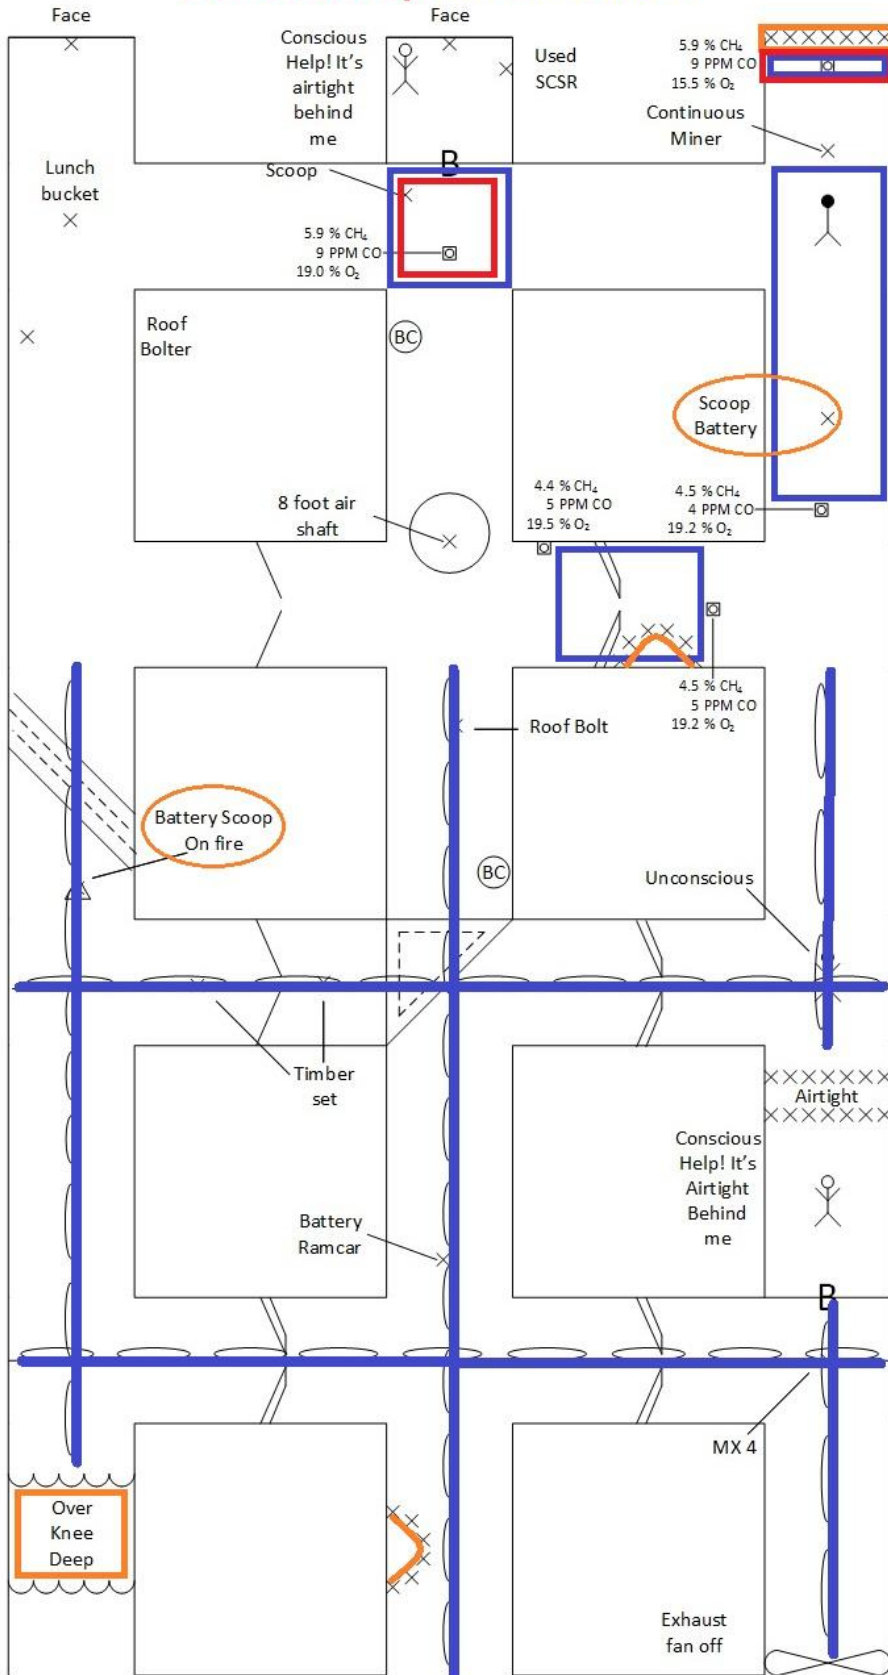 Face
Face
Conscious
Help! It's
airtight
behind
me
Used
SCSR
5.9 % CH₄
9 PPM CO
15.5 % O₂
Continuous
Miner
Lunch
bucket
Scoop
B
5.9 % CH₄
9 PPM CO
19.0 % O₂
Roof
Bolter
BC
Scoop
Battery
8 foot air
shaft
4.4 % CH₄
5 PPM CO
19.5 % O₂
4.5 % CH₄
4 PPM CO
19.2 % O₂
4.5 % CH₄
5 PPM CO
19.2 % O₂
Roof Bolt
Battery Scoop
On fire
BC
Unconscious
Timber
set
Airtight
Conscious
Help! It's
Airtight
Behind
me
Battery
Ramcar
B
MX 4
Over
Knee
Deep
Exhaust
fan off